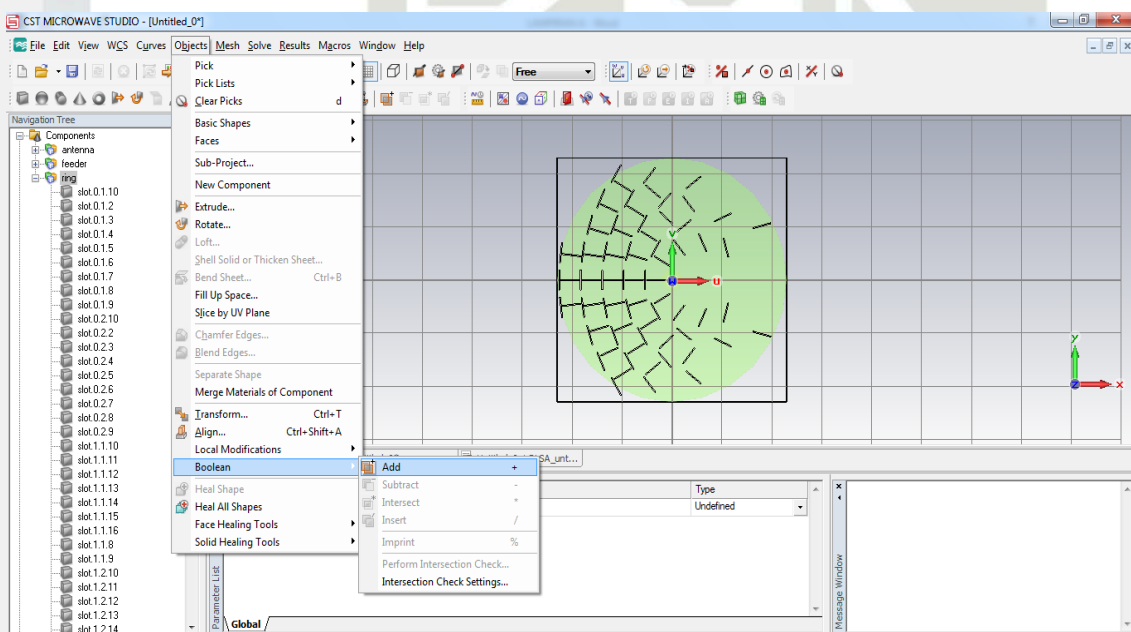 CST MICROWAVE STUDIO - [Untitled_0*]
File Edit View WCS Curves Objects Mesh Solve Results Macros Window Help
Free
Navigation Tree
Components
antenna
feeder
ring
slot.0.1.10
slot.0.1.2
slot.0.1.3
slot.0.1.4
slot.0.1.5
slot.0.1.6
slot.0.1.7
slot.0.1.8
slot.0.1.9
slot.0.2.10
slot.0.2.2
slot.0.2.3
slot.0.2.4
slot.0.2.5
slot.0.2.6
slot.0.2.7
slot.0.2.8
slot.0.2.9
slot.1.1.10
slot.1.1.11
slot.1.1.12
slot.1.1.13
slot.1.1.14
slot.1.1.15
slot.1.1.16
slot.1.1.8
slot.1.1.9
slot.1.2.10
slot.1.2.11
slot.1.2.12
slot.1.2.13
slot.1.2.14
Pick
Pick Lists
Clear Picks d
Basic Shapes
Faces
Sub-Project...
New Component
Extrude...
Rotate...
Loft...
Shell Solid or Thicken Sheet...
Bend Sheet... Ctrl+B
Fill Up Space...
Slice by UV Plane
Chamfer Edges...
Blend Edges...
Separate Shape
Merge Materials of Component
Transform... Ctrl+T
Align... Ctrl+Shift+A
Local Modifications
Boolean
Heal Shape
Heal All Shapes
Face Healing Tools
Solid Healing Tools
Add +
Subtract -
Intersect *
Insert /
Imprint %
Perform Intersection Check...
Intersection Check Settings...
v
u
y
x
z
SA_unt...
Type
Undefined
Parameter List
Global
Message Window